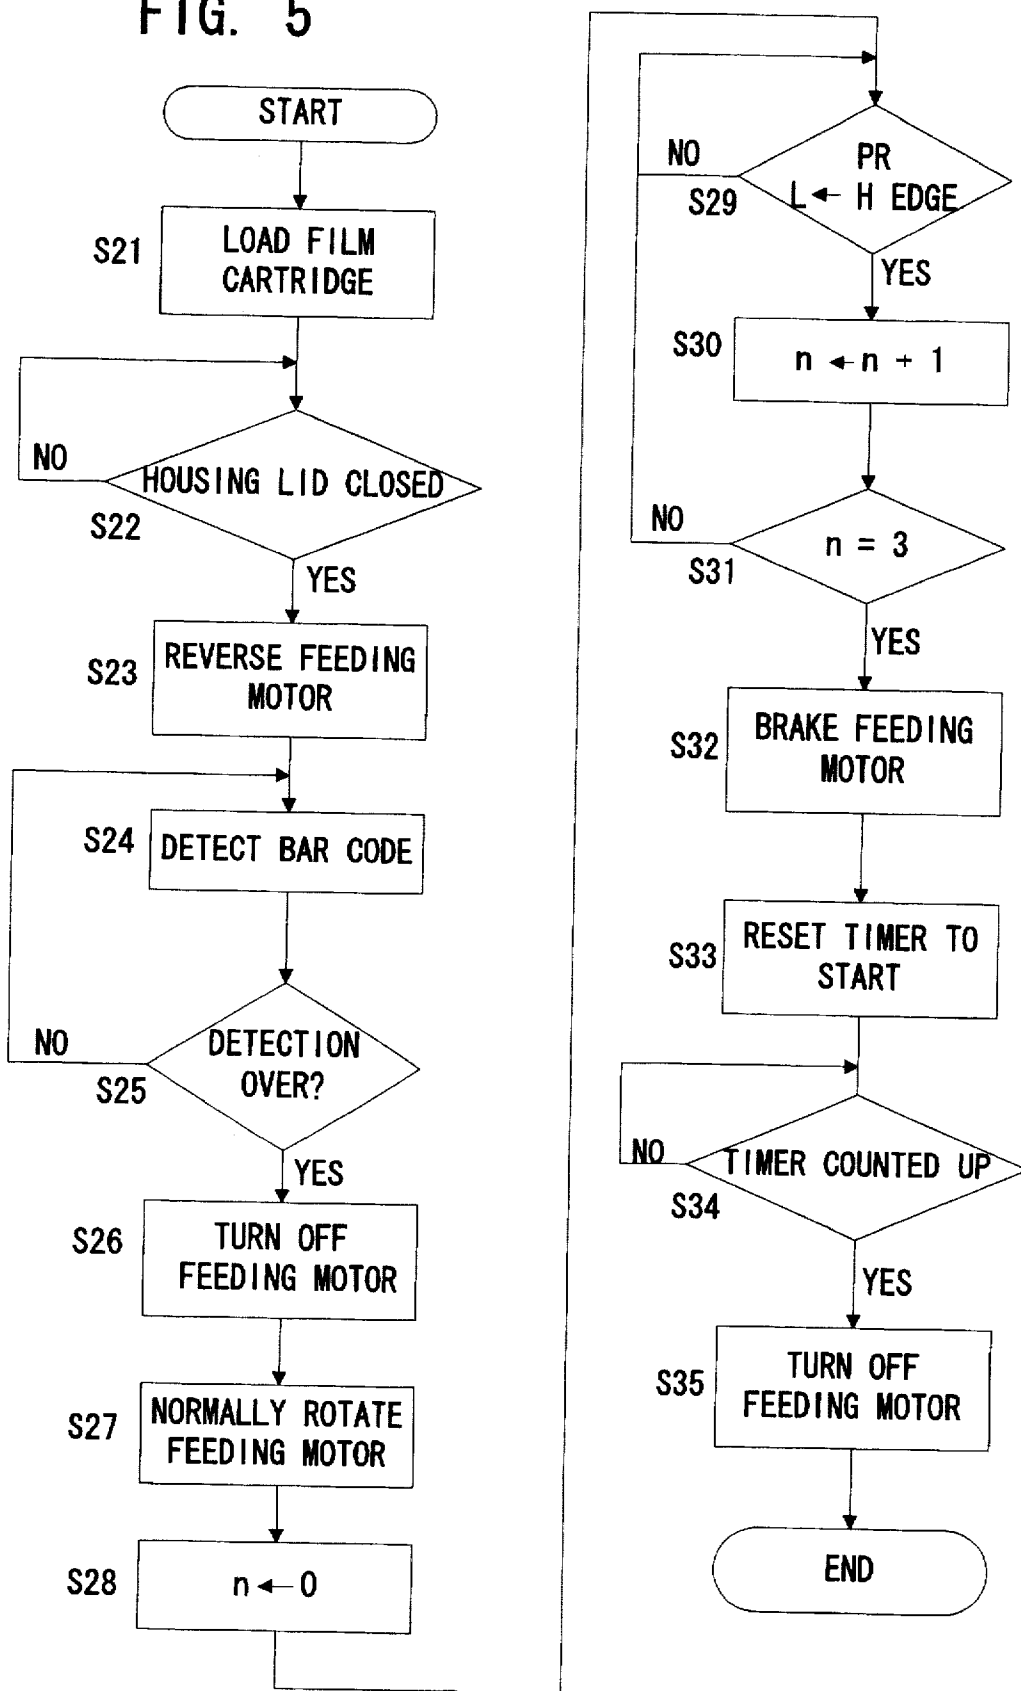 FIG. 5
START
S21
LOAD FILM
CARTRIDGE
NO
HOUSING LID CLOSED
S22
YES
S23
REVERSE FEEDING
MOTOR
S24
DETECT BAR CODE
NO
DETECTION
OVER?
S25
YES
S26
TURN OFF
FEEDING MOTOR
S27
NORMALLY ROTATE
FEEDING MOTOR
S28
n ← 0
NO
PR
S29
L ← H EDGE
YES
S30
n ← n + 1
NO
n = 3
S31
YES
S32
BRAKE FEEDING
MOTOR
S33
RESET TIMER TO
START
NO
TIMER COUNTED UP
S34
YES
S35
TURN OFF
FEEDING MOTOR
END